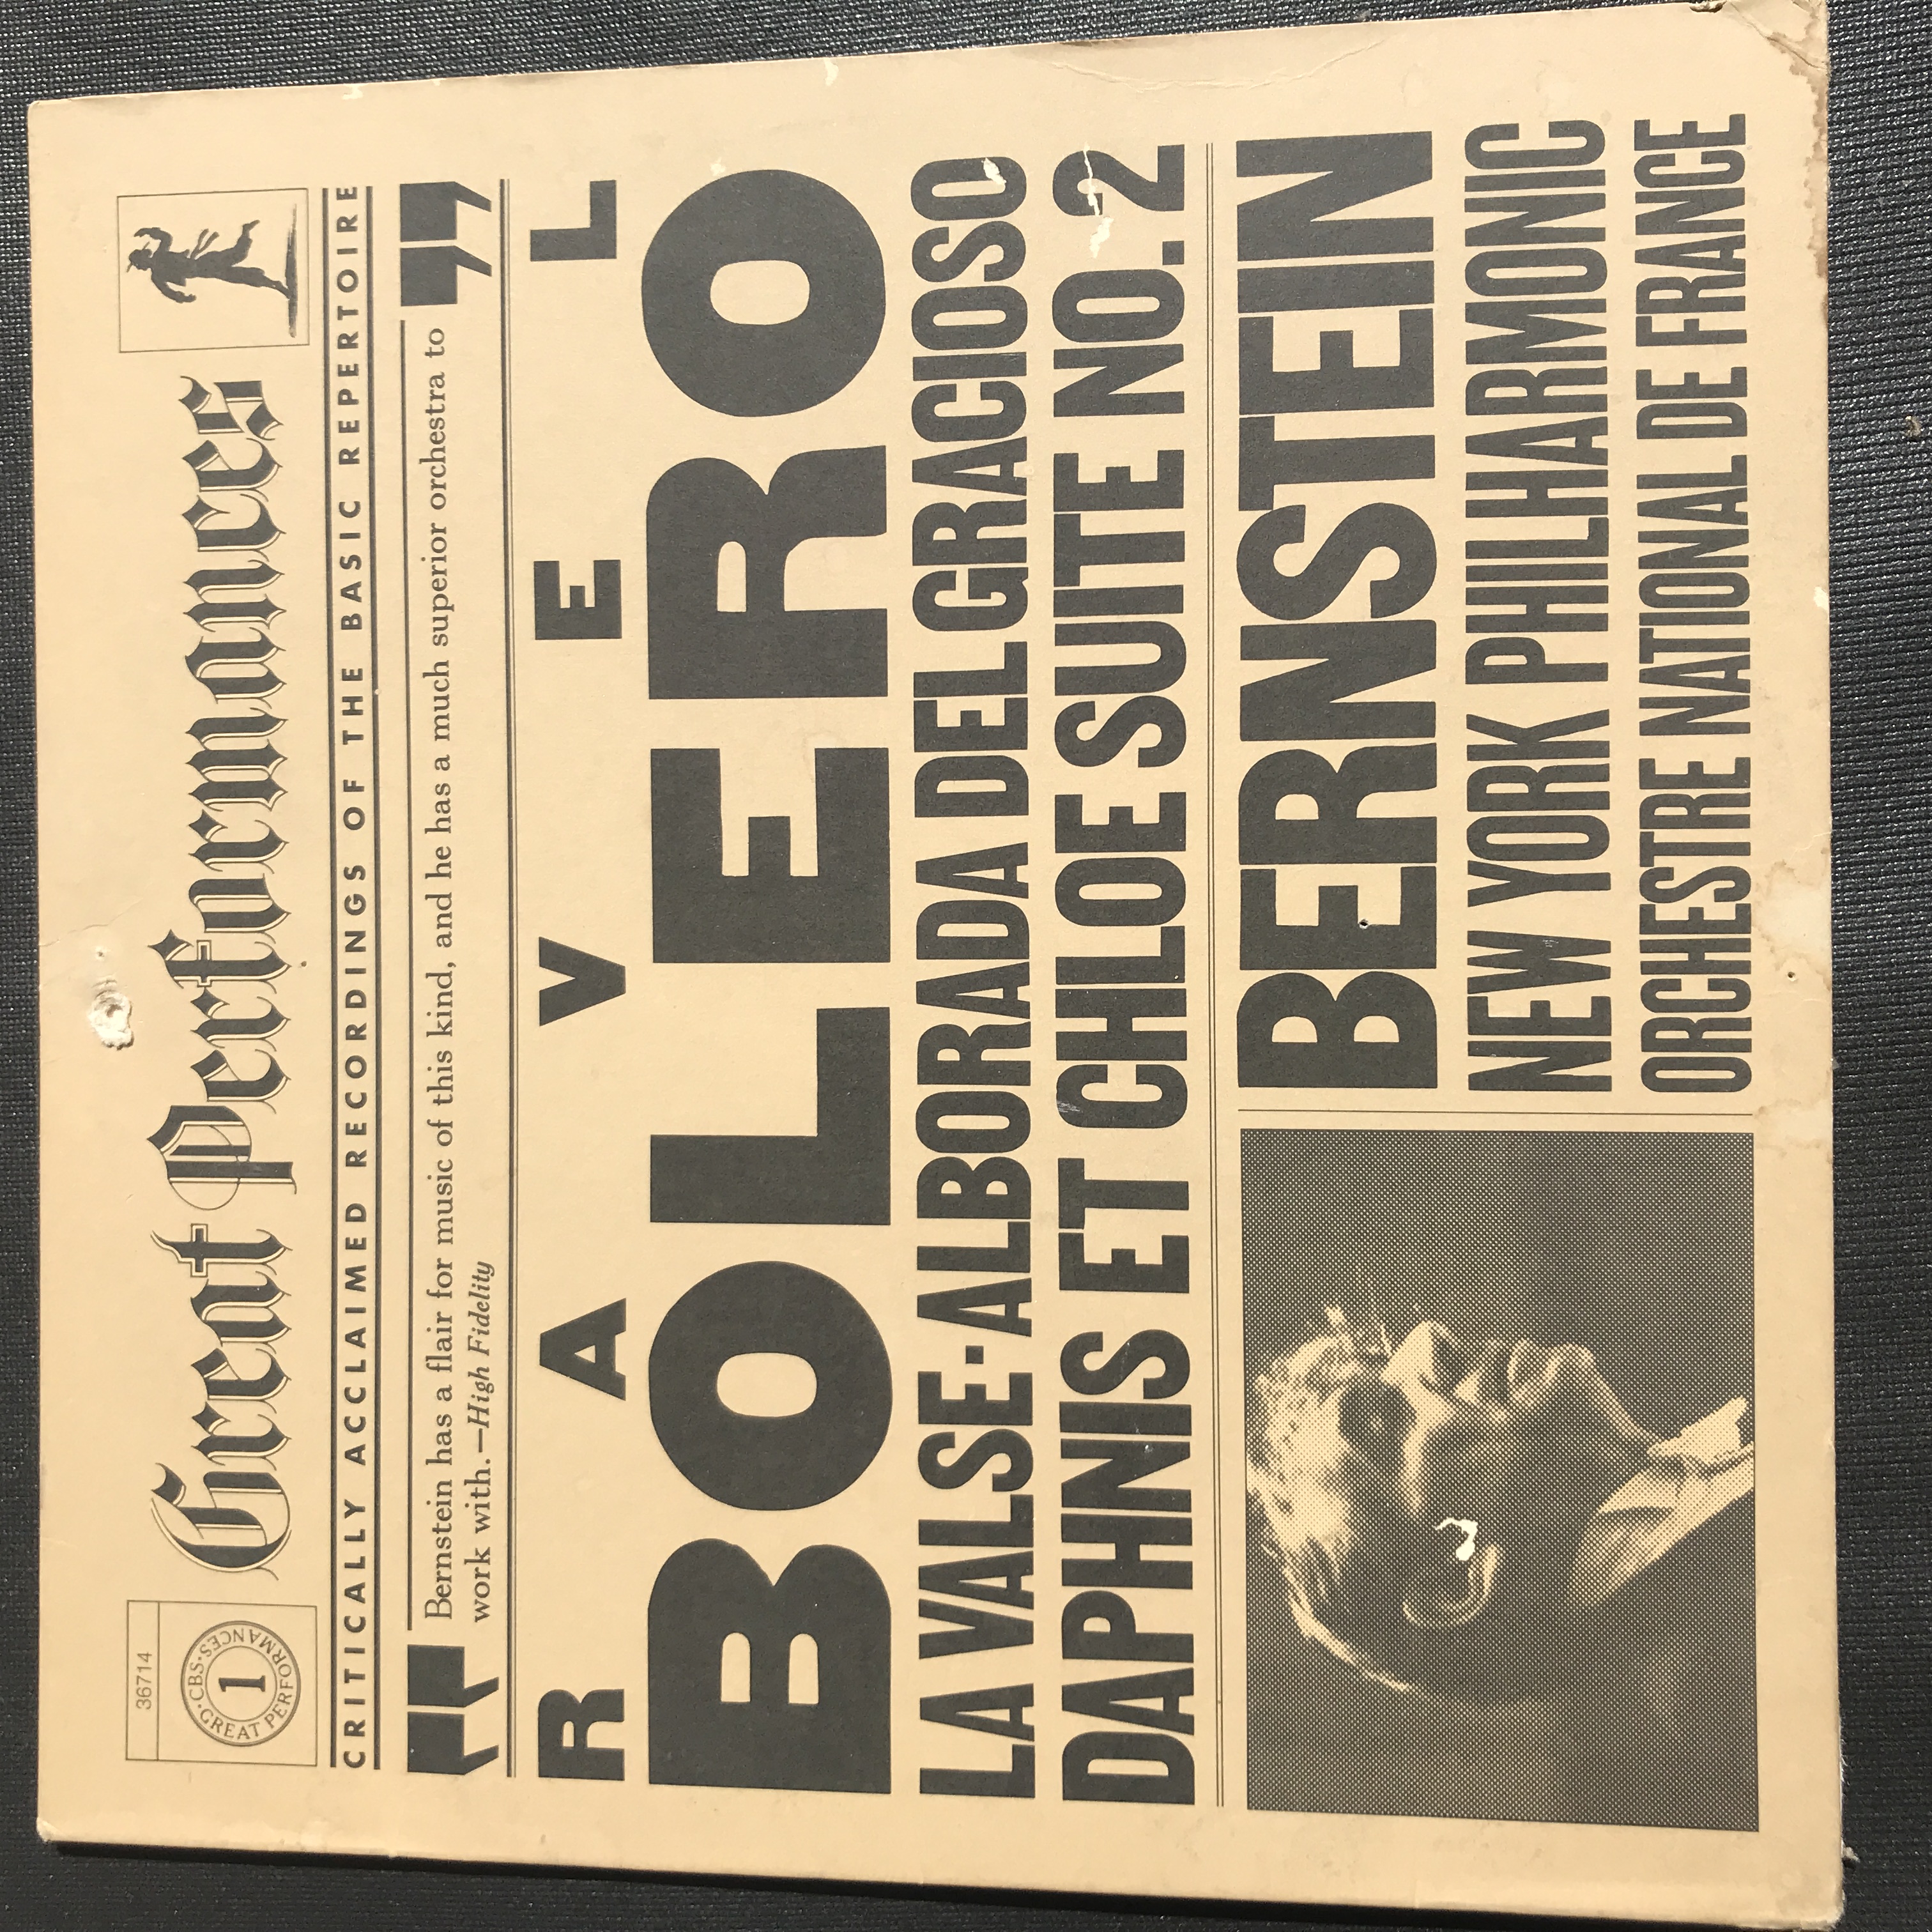 36714
CBS
1
GREAT PERFORMANCES
Great Performances
CRITICALLY ACCLAIMED RECORDINGS OF THE BASIC REPERTOIRE
Bernstein has a flair for music of this kind, and he has a much superior orchestra to
work with.—High Fidelity
RAVEL
BOLERO
LA VALSE·ALBORADA DEL GRACIOSO
DAPHNIS ET CHLOE SUITE NO. 2
BERNSTEIN
NEW YORK PHILHARMONIC
ORCHESTRE NATIONAL DE FRANCE